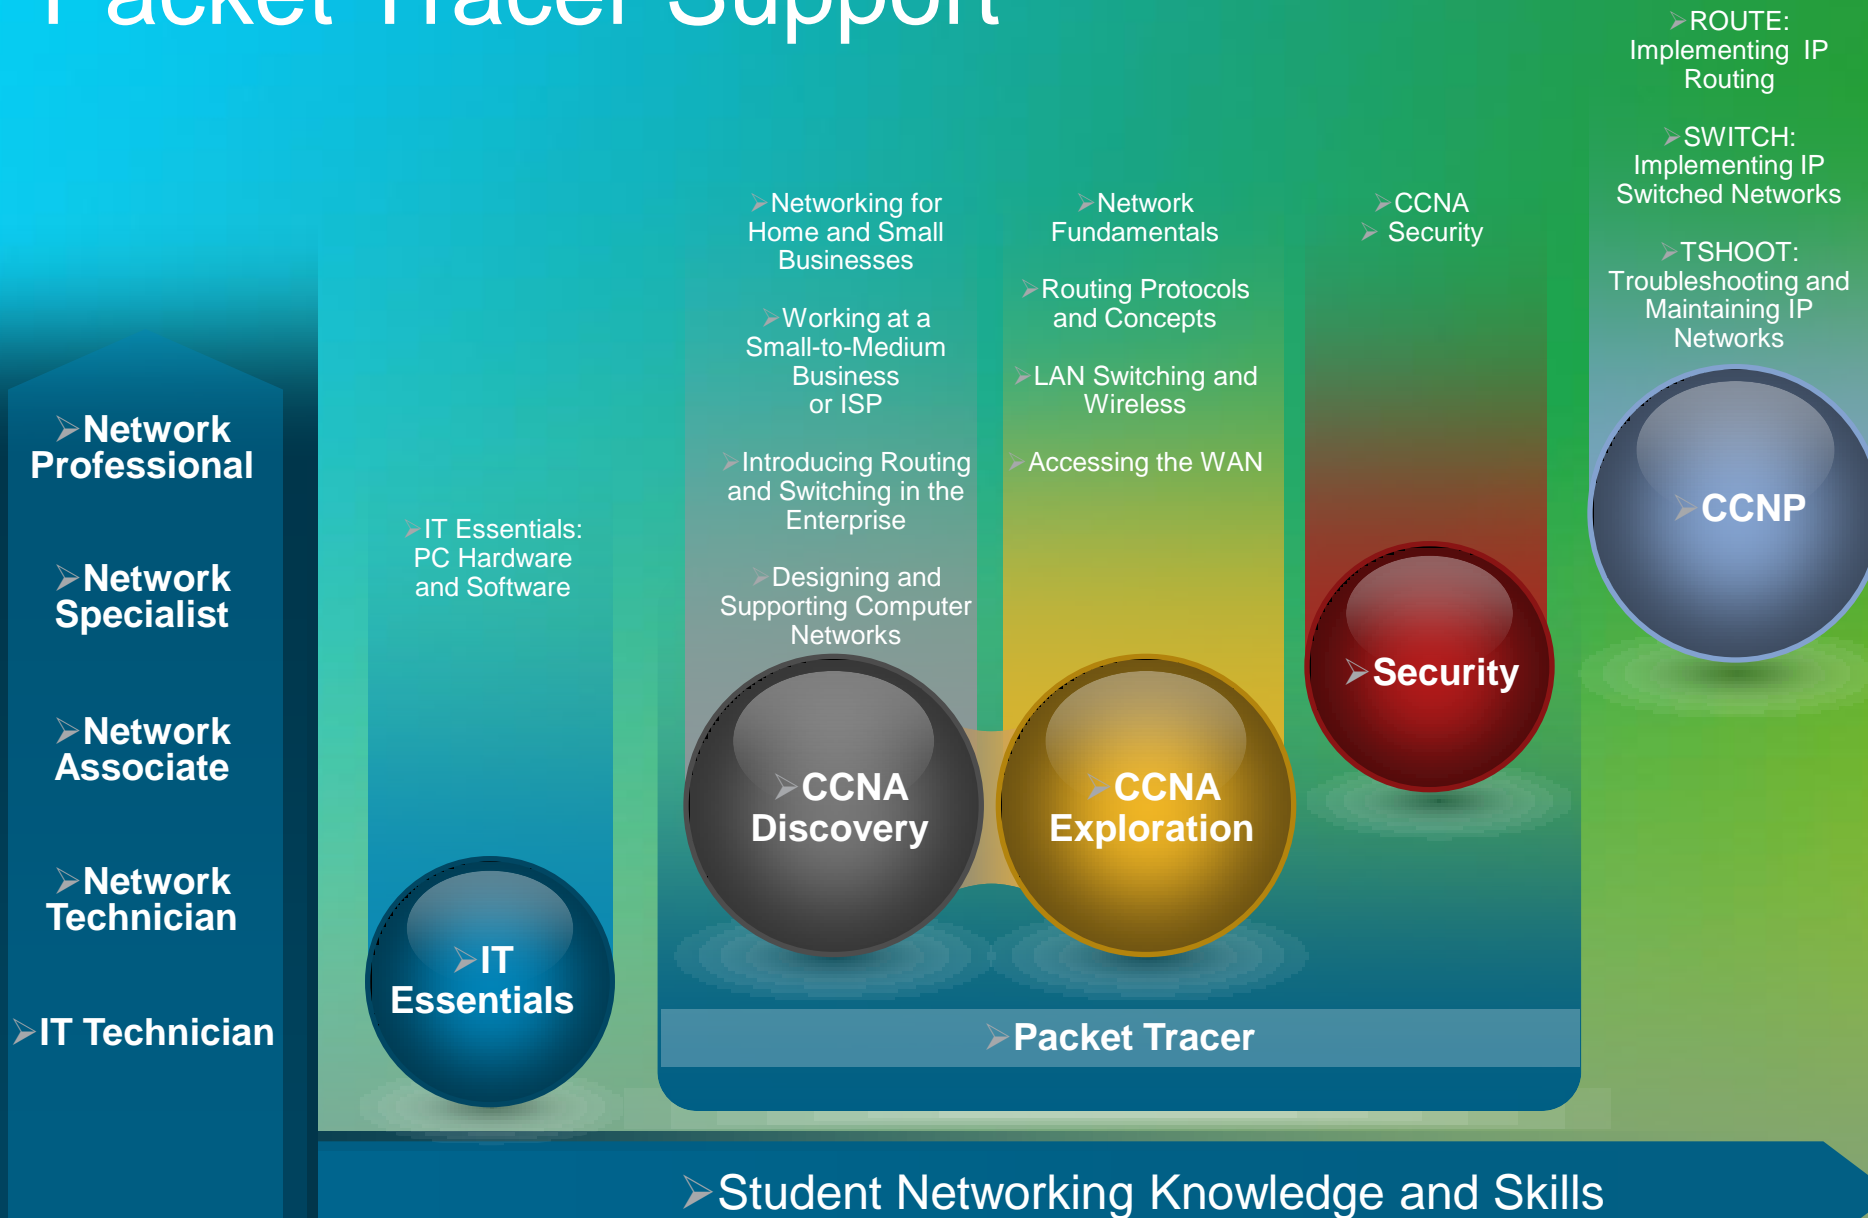 Packet Tracer Support
➢Network
Professional
➢Network
Specialist
➢Network
Associate
➢Network
Technician
➢IT Technician
➢IT Essentials:
PC Hardware
and Software
➢IT
Essentials
➢Networking for
Home and Small
Businesses
➢Working at a
Small-to-Medium
Business
or ISP
➢Introducing Routing
and Switching in the
Enterprise
➢Designing and
Supporting Computer
Networks
➢CCNA
Discovery
➢Network
Fundamentals
➢Routing Protocols
and Concepts
➢LAN Switching and
Wireless
➢Accessing the WAN
➢CCNA
Exploration
➢CCNA
➢ Security
➢Security
➢ROUTE:
Implementing IP
Routing
➢SWITCH:
Implementing IP
Switched Networks
➢TSHOOT:
Troubleshooting and
Maintaining IP
Networks
➢CCNP
➢Packet Tracer
➢Student Networking Knowledge and Skills